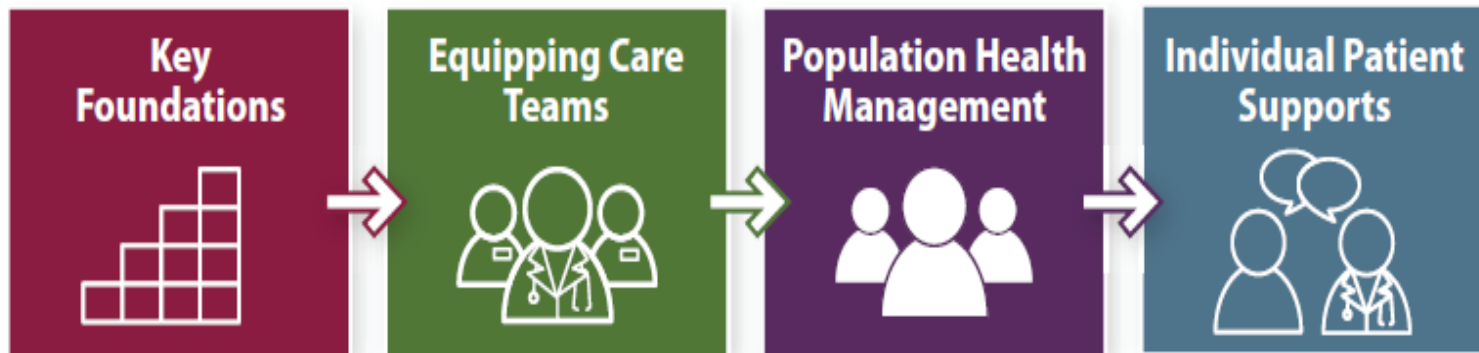 Key
Foundations
Equipping Care
Teams
Population Health
Management
Individual Patient
Supports